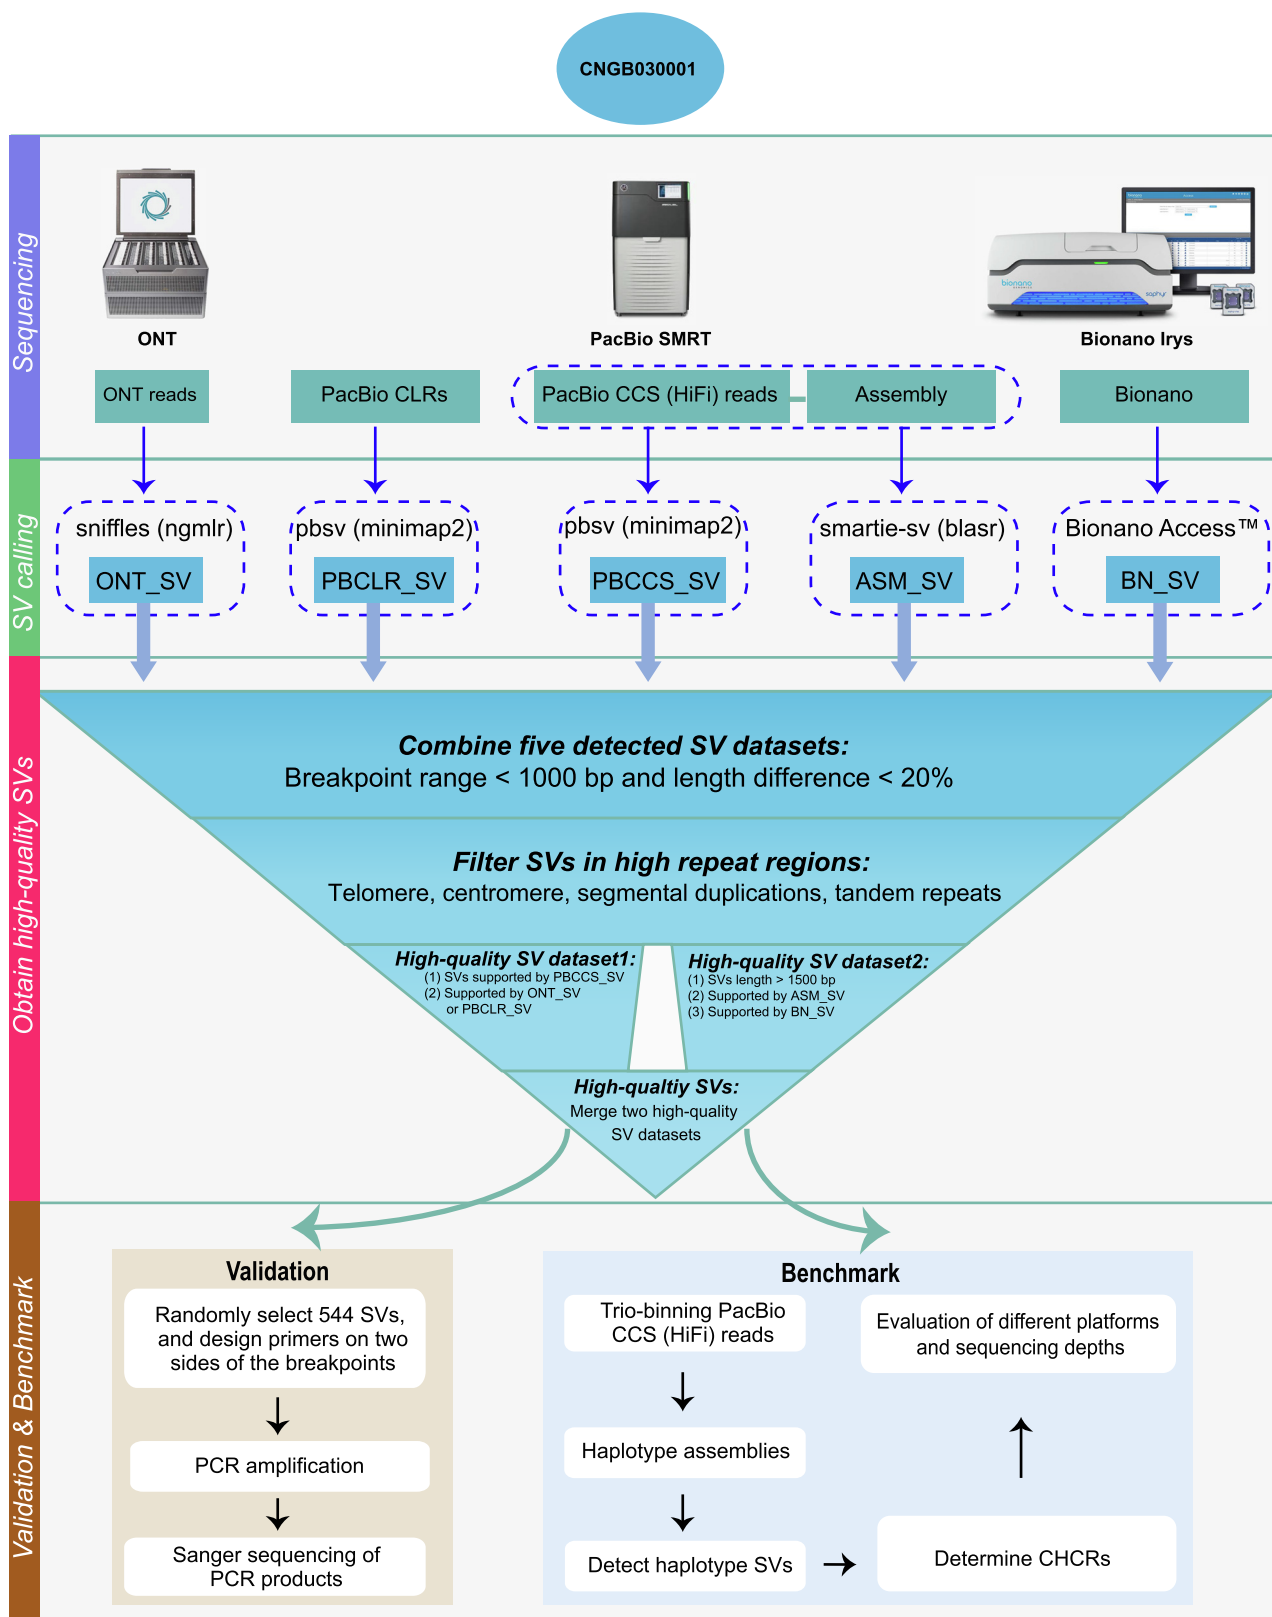 CNGB030001
Sequencing
bionano
GENOMICS
saphyr
ONT
PacBio SMRT
Bionano Irys
ONT reads
PacBio CLRs
PacBio CCS (HiFi) reads
Assembly
Bionano
SV calling
sniffles (ngmlr)
pbsv (minimap2)
pbsv (minimap2)
smartie-sv (blasr)
Bionano Access™
ONT_SV
PBCLR_SV
PBCCS_SV
ASM_SV
BN_SV
Obtain high-quality SVs
Combine five detected SV datasets:
Breakpoint range < 1000 bp and length difference < 20%
Filter SVs in high repeat regions:
Telomere, centromere, segmental duplications, tandem repeats
High-quality SV dataset1:
(1) SVs supported by PBCCS_SV
(2) Supported by ONT_SV
or PBCLR_SV
High-quality SV dataset2:
(1) SVs length > 1500 bp
(2) Supported by ASM_SV
(3) Supported by BN_SV
High-qualtiy SVs:
Merge two high-quality
SV datasets
Validation & Benchmark
Validation
Randomly select 544 SVs,
and design primers on two
sides of the breakpoints
PCR amplification
Sanger sequencing of
PCR products
Benchmark
Trio-binning PacBio
CCS (HiFi) reads
Haplotype assemblies
Detect haplotype SVs
Determine CHCRs
Evaluation of different platforms
and sequencing depths